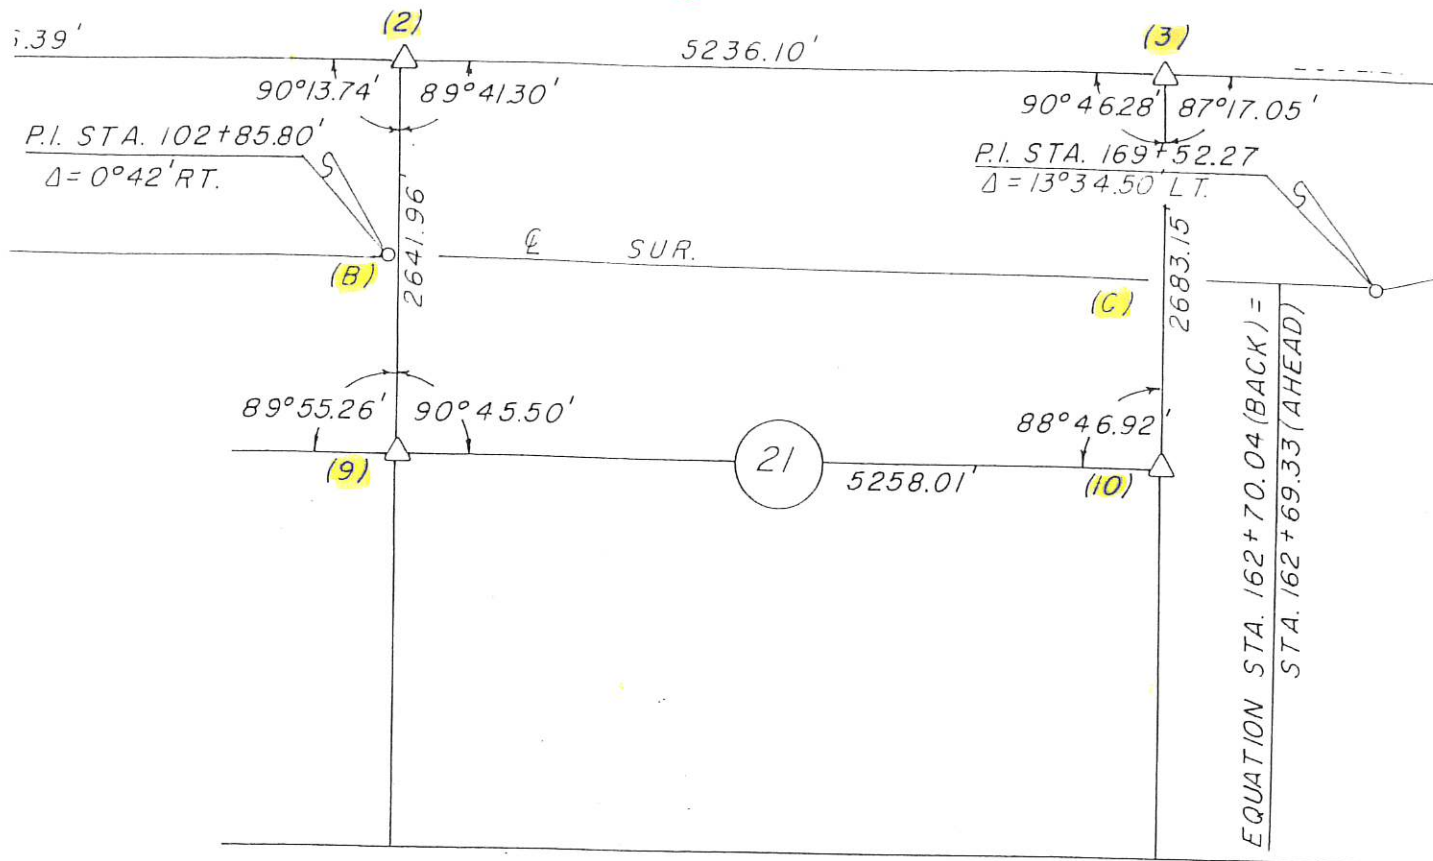 (2)
5236.10'
(3)
90°13.74'
89°41.30'
90°46.28'
87°17.05'
P.I. STA. 102+85.80'
Δ= 0°42' RT.
P.I. STA. 169+52.27
Δ = 13°34.50' LT.
2641.96'
℄ SUR.
2683.15'
(B)
(C)
89°55.26'
90°45.50'
88°46.92'
(9)
21
5258.01'
(10)
EQUATION STA. 162+70.04 (BACK) =
STA. 162+69.33 (AHEAD)